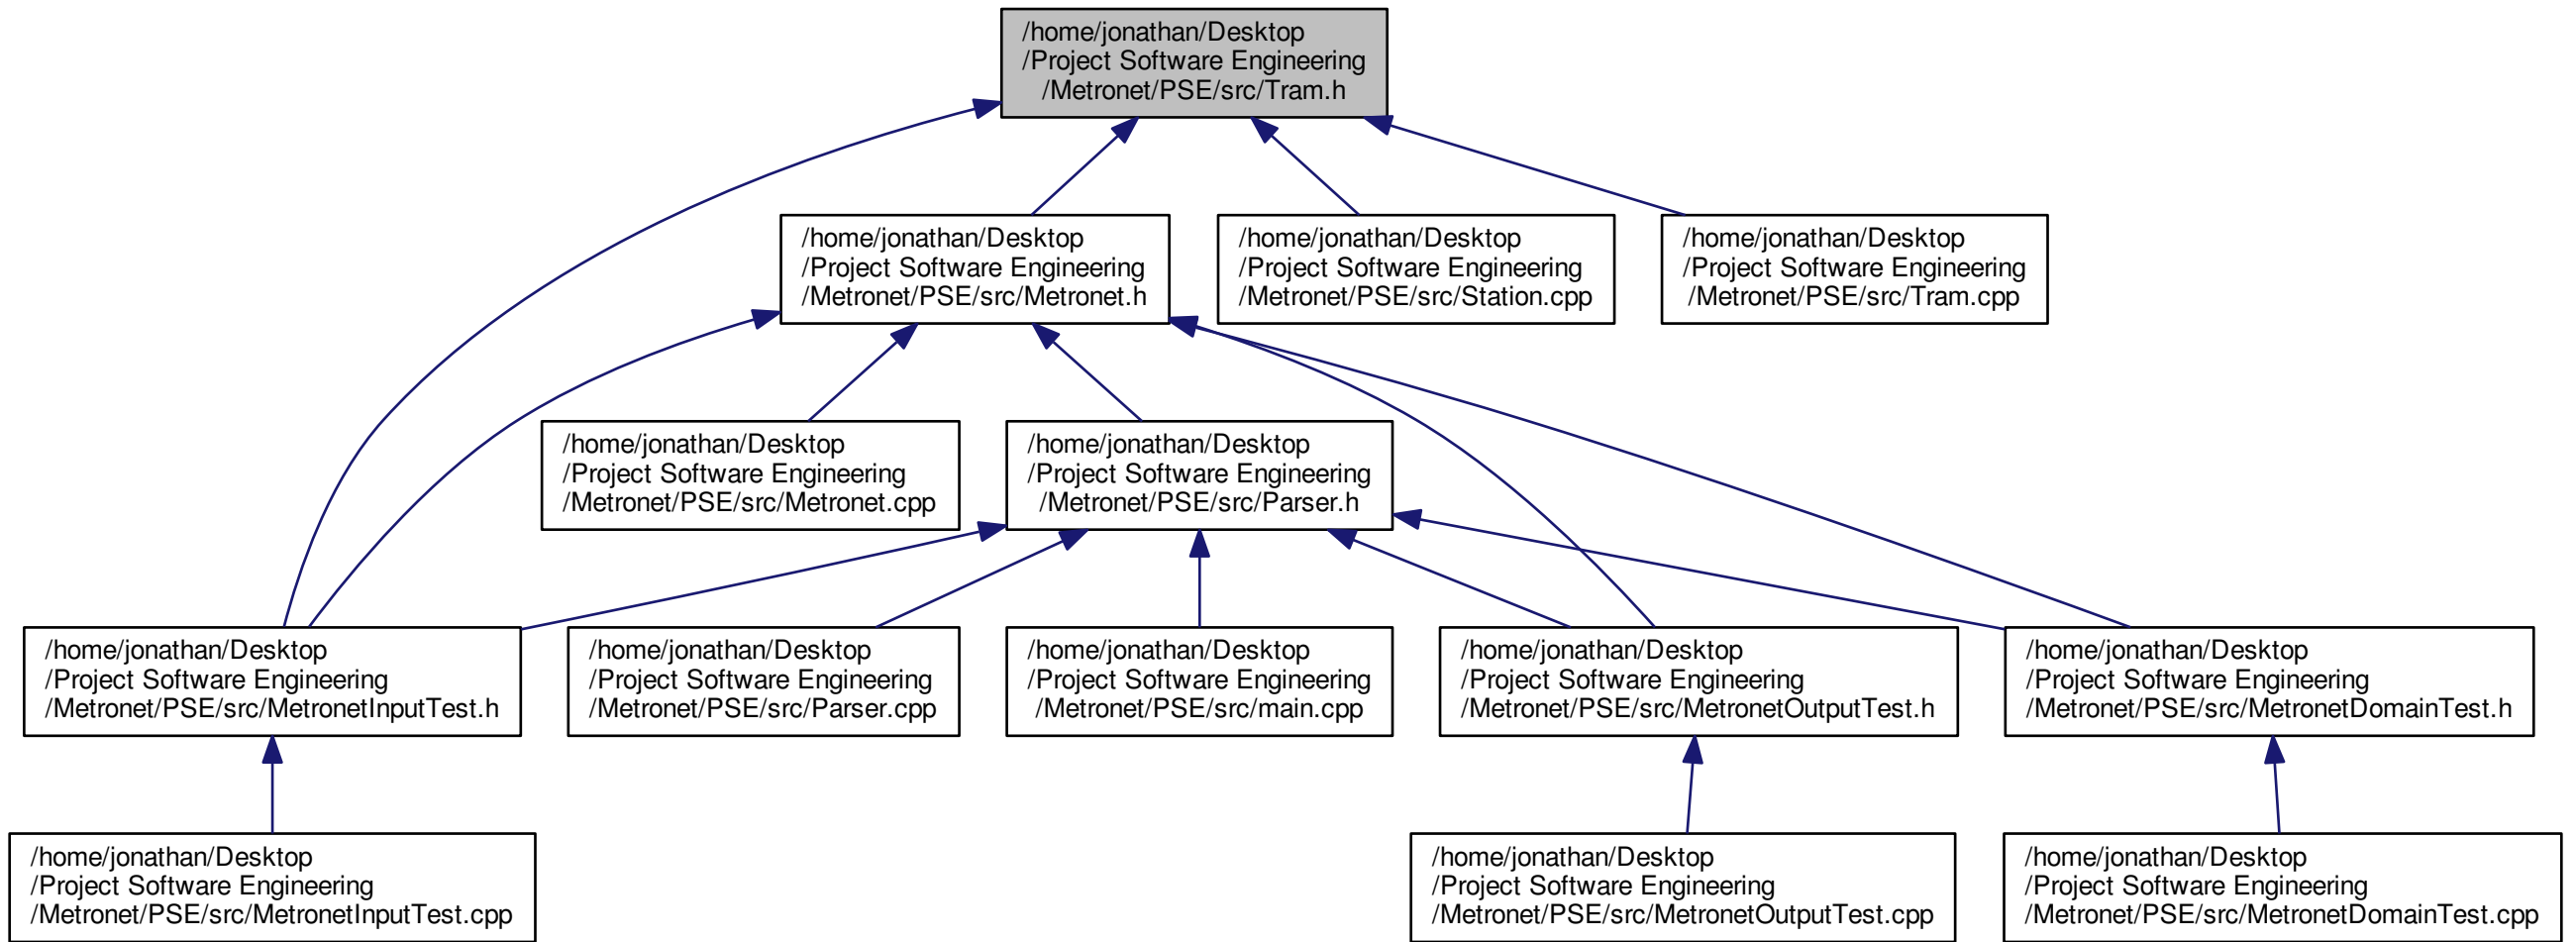 /home/jonathan/Desktop
/Project Software Engineering
/Metronet/PSE/src/Tram.h
/home/jonathan/Desktop
/Project Software Engineering
/Metronet/PSE/src/Metronet.h
/home/jonathan/Desktop
/Project Software Engineering
/Metronet/PSE/src/Station.cpp
/home/jonathan/Desktop
/Project Software Engineering
/Metronet/PSE/src/Tram.cpp
/home/jonathan/Desktop
/Project Software Engineering
/Metronet/PSE/src/Metronet.cpp
/home/jonathan/Desktop
/Project Software Engineering
/Metronet/PSE/src/Parser.h
/home/jonathan/Desktop
/Project Software Engineering
/Metronet/PSE/src/MetronetInputTest.h
/home/jonathan/Desktop
/Project Software Engineering
/Metronet/PSE/src/Parser.cpp
/home/jonathan/Desktop
/Project Software Engineering
/Metronet/PSE/src/main.cpp
/home/jonathan/Desktop
/Project Software Engineering
/Metronet/PSE/src/MetronetOutputTest.h
/home/jonathan/Desktop
/Project Software Engineering
/Metronet/PSE/src/MetronetDomainTest.h
/home/jonathan/Desktop
/Project Software Engineering
/Metronet/PSE/src/MetronetInputTest.cpp
/home/jonathan/Desktop
/Project Software Engineering
/Metronet/PSE/src/MetronetOutputTest.cpp
/home/jonathan/Desktop
/Project Software Engineering
/Metronet/PSE/src/MetronetDomainTest.cpp